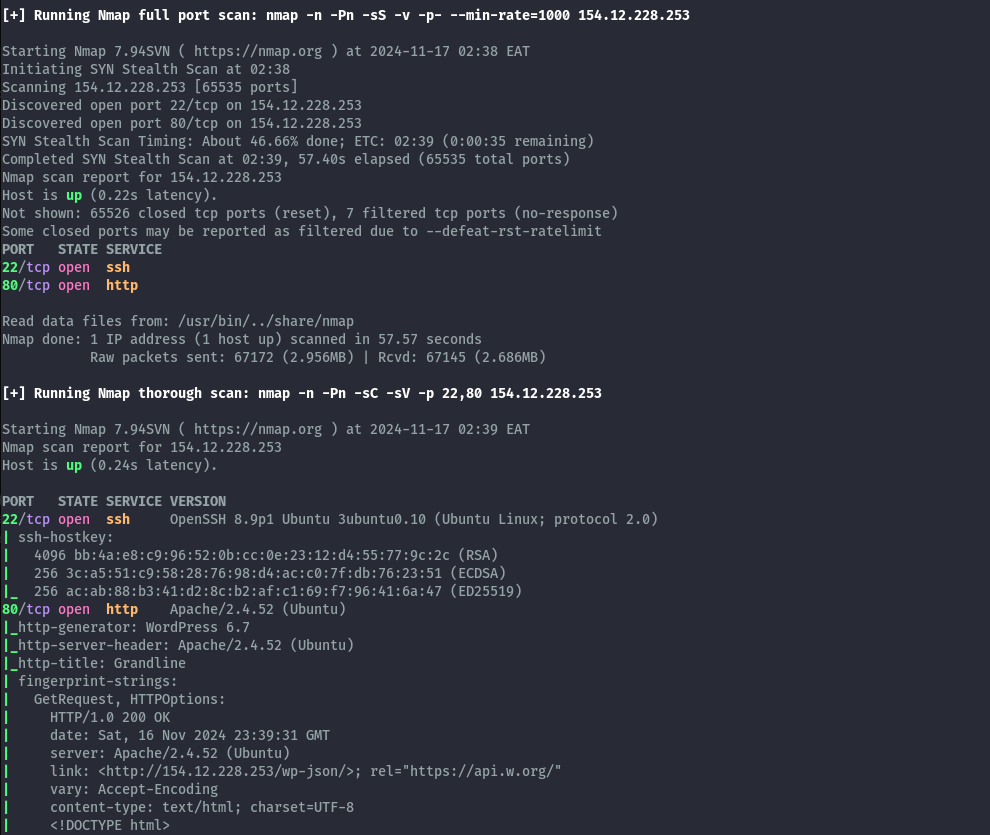 [+] Running Nmap full port scan: nmap -n -Pn -sS -v -p- --min-rate=1000 154.12.228.253
Starting Nmap 7.94SVN ( https://nmap.org ) at 2024-11-17 02:38 EAT
Initiating SYN Stealth Scan at 02:38
Scanning 154.12.228.253 [65535 ports]
Discovered open port 22/tcp on 154.12.228.253
Discovered open port 80/tcp on 154.12.228.253
SYN Stealth Scan Timing: About 46.66% done; ETC: 02:39 (0:00:35 remaining)
Completed SYN Stealth Scan at 02:39, 57.40s elapsed (65535 total ports)
Nmap scan report for 154.12.228.253
Host is up (0.22s latency).
Not shown: 65526 closed tcp ports (reset), 7 filtered tcp ports (no-response)
Some closed ports may be reported as filtered due to --defeat-rst-ratelimit
PORT   STATE SERVICE
22/tcp open  ssh
80/tcp open  http
Read data files from: /usr/bin/../share/nmap
Nmap done: 1 IP address (1 host up) scanned in 57.57 seconds
           Raw packets sent: 67172 (2.956MB) | Rcvd: 67145 (2.686MB)
[+] Running Nmap thorough scan: nmap -n -Pn -sC -sV -p 22,80 154.12.228.253
Starting Nmap 7.94SVN ( https://nmap.org ) at 2024-11-17 02:39 EAT
Nmap scan report for 154.12.228.253
Host is up (0.24s latency).
PORT   STATE SERVICE VERSION
22/tcp open  ssh     OpenSSH 8.9p1 Ubuntu 3ubuntu0.10 (Ubuntu Linux; protocol 2.0)
| ssh-hostkey:
|   4096 bb:4a:e8:c9:96:52:0b:cc:0e:23:12:d4:55:77:9c:2c (RSA)
|   256 3c:a5:51:c9:58:28:76:98:d4:ac:c0:7f:db:76:23:51 (ECDSA)
|_  256 ac:ab:88:b3:41:d2:8c:b2:af:c1:69:f7:96:41:6a:47 (ED25519)
80/tcp open  http    Apache/2.4.52 (Ubuntu)
|_http-generator: WordPress 6.7
|_http-server-header: Apache/2.4.52 (Ubuntu)
|_http-title: Grandline
| fingerprint-strings:
|   GetRequest, HTTPOptions:
|     HTTP/1.0 200 OK
|     date: Sat, 16 Nov 2024 23:39:31 GMT
|     server: Apache/2.4.52 (Ubuntu)
|     link: <http://154.12.228.253/wp-json/>; rel="https://api.w.org/"
|     vary: Accept-Encoding
|     content-type: text/html; charset=UTF-8
|     <!DOCTYPE html>